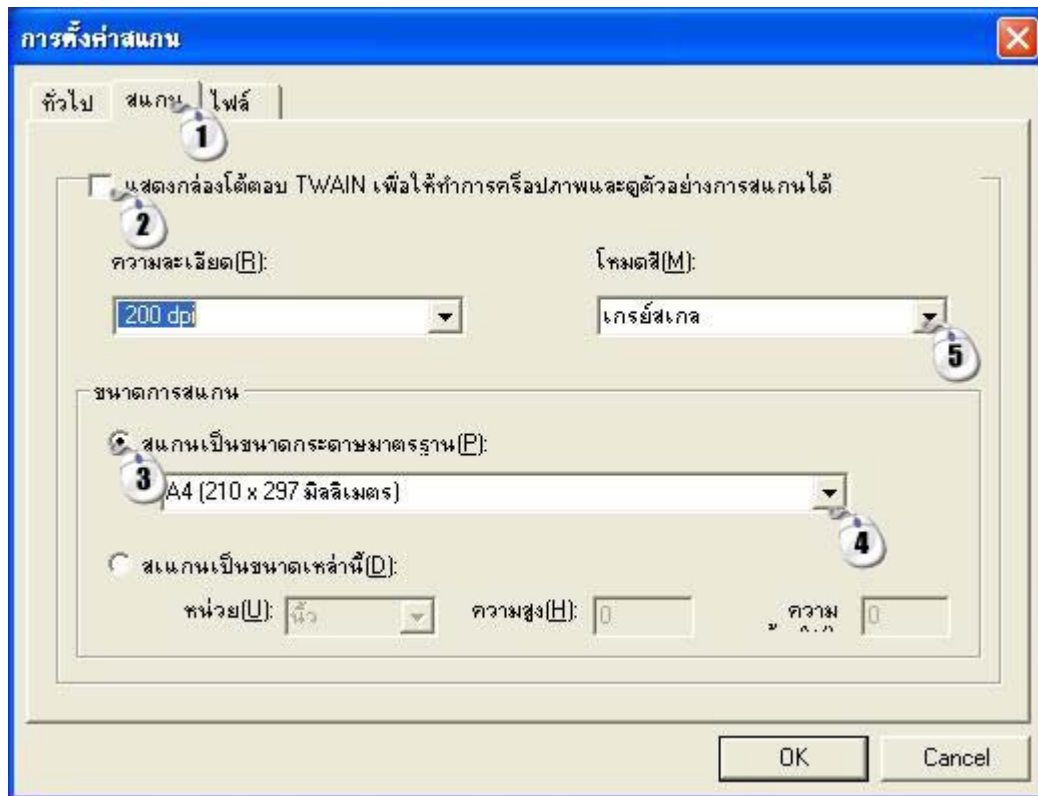 การตั้งค่าสแกน
ทั่วไป สแกน ไฟล์
1
แสดงกล่องโต้ตอบ TWAIN เพื่อให้ทำการคร็อปภาพและดูตัวอย่างการสแกนได้
2
ความละเอียด(R): โหมดสี(M):
200 dpi เกรย์สเกล
5
ขนาดการสแกน
สแกนเป็นขนาดกระดาษมาตรฐาน(P):
3
A4 (210 x 297 มิลลิเมตร)
4
สแกนเป็นขนาดเหล่านี้(D):
หน่วย(U): นิ้ว ความสูง(H): 0 ความ 0
OK Cancel